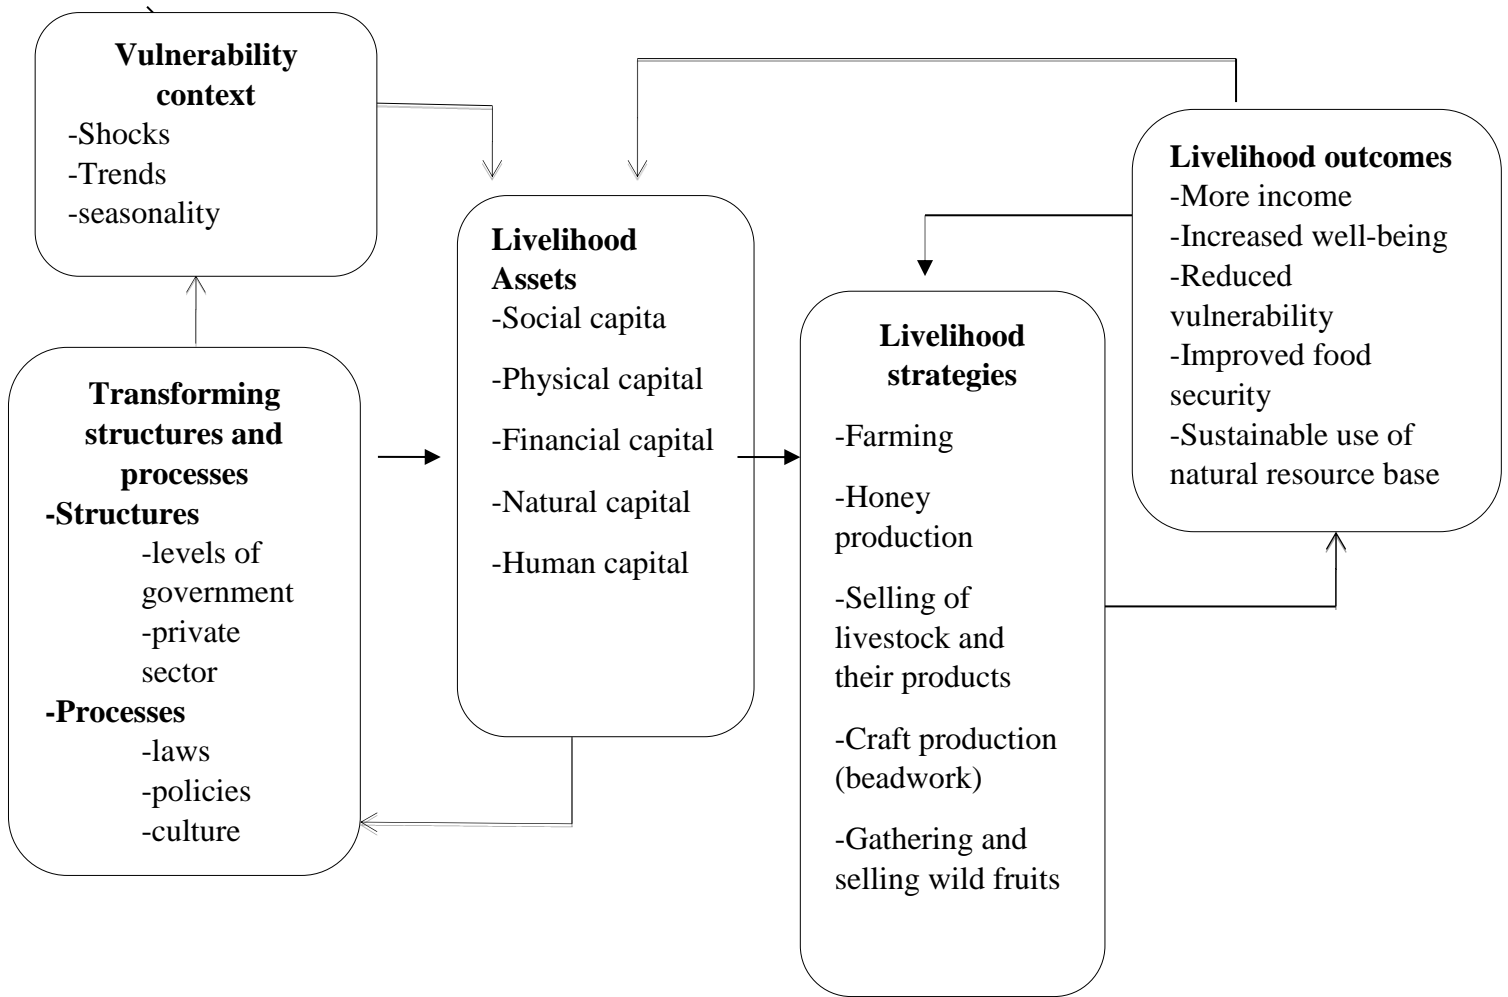 Vulnerability
context
-Shocks
-Trends
-seasonality
Transforming
structures and
processes
-Structures
-levels of
government
-private
sector
-Processes
-laws
-policies
-culture
Livelihood
Assets
-Social capita
-Physical capital
-Financial capital
-Natural capital
-Human capital
Livelihood
strategies
-Farming
-Honey
production
-Selling of
livestock and
their products
-Craft production
(beadwork)
-Gathering and
selling wild fruits
Livelihood outcomes
-More income
-Increased well-being
-Reduced
vulnerability
-Improved food
security
-Sustainable use of
natural resource base